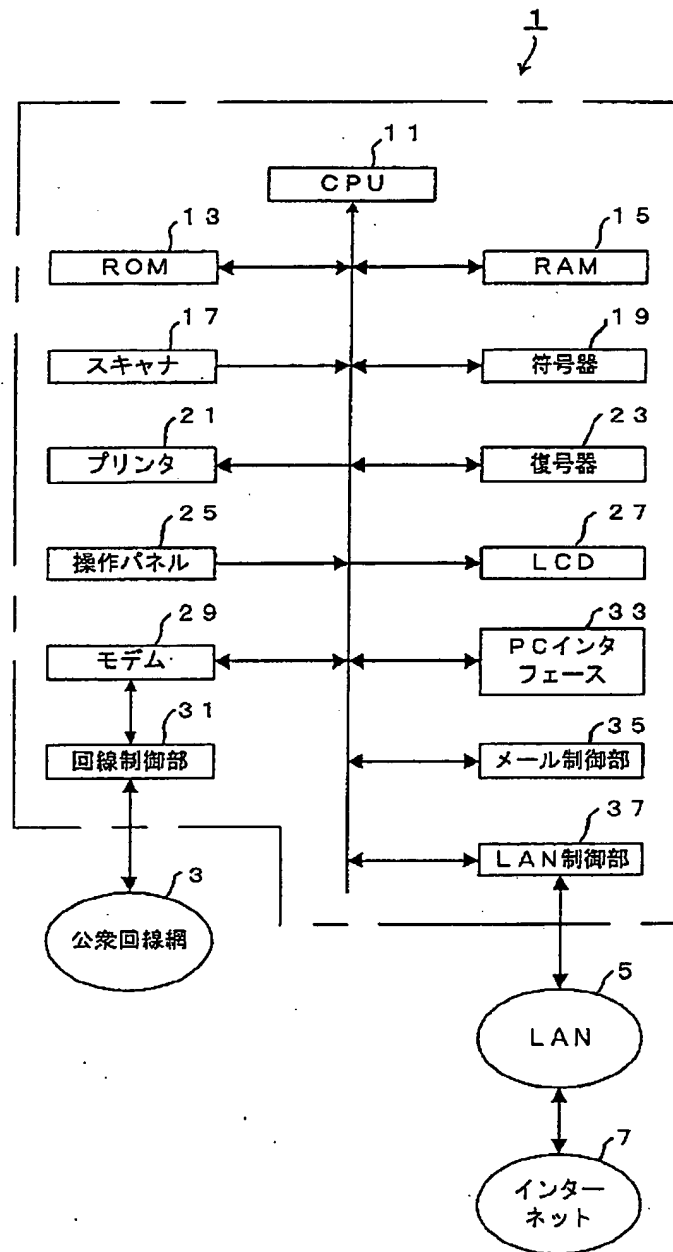 1
11
CPU
13
ROM
15
RAM
17
スキャナ
19
符号器
21
プリンタ
23
復号器
25
操作パネル
27
LCD
29
モデム
33
PCインタ
フェース
31
回線制御部
35
メール制御部
37
LAN制御部
3
公衆回線網
5
LAN
7
インター
ネット